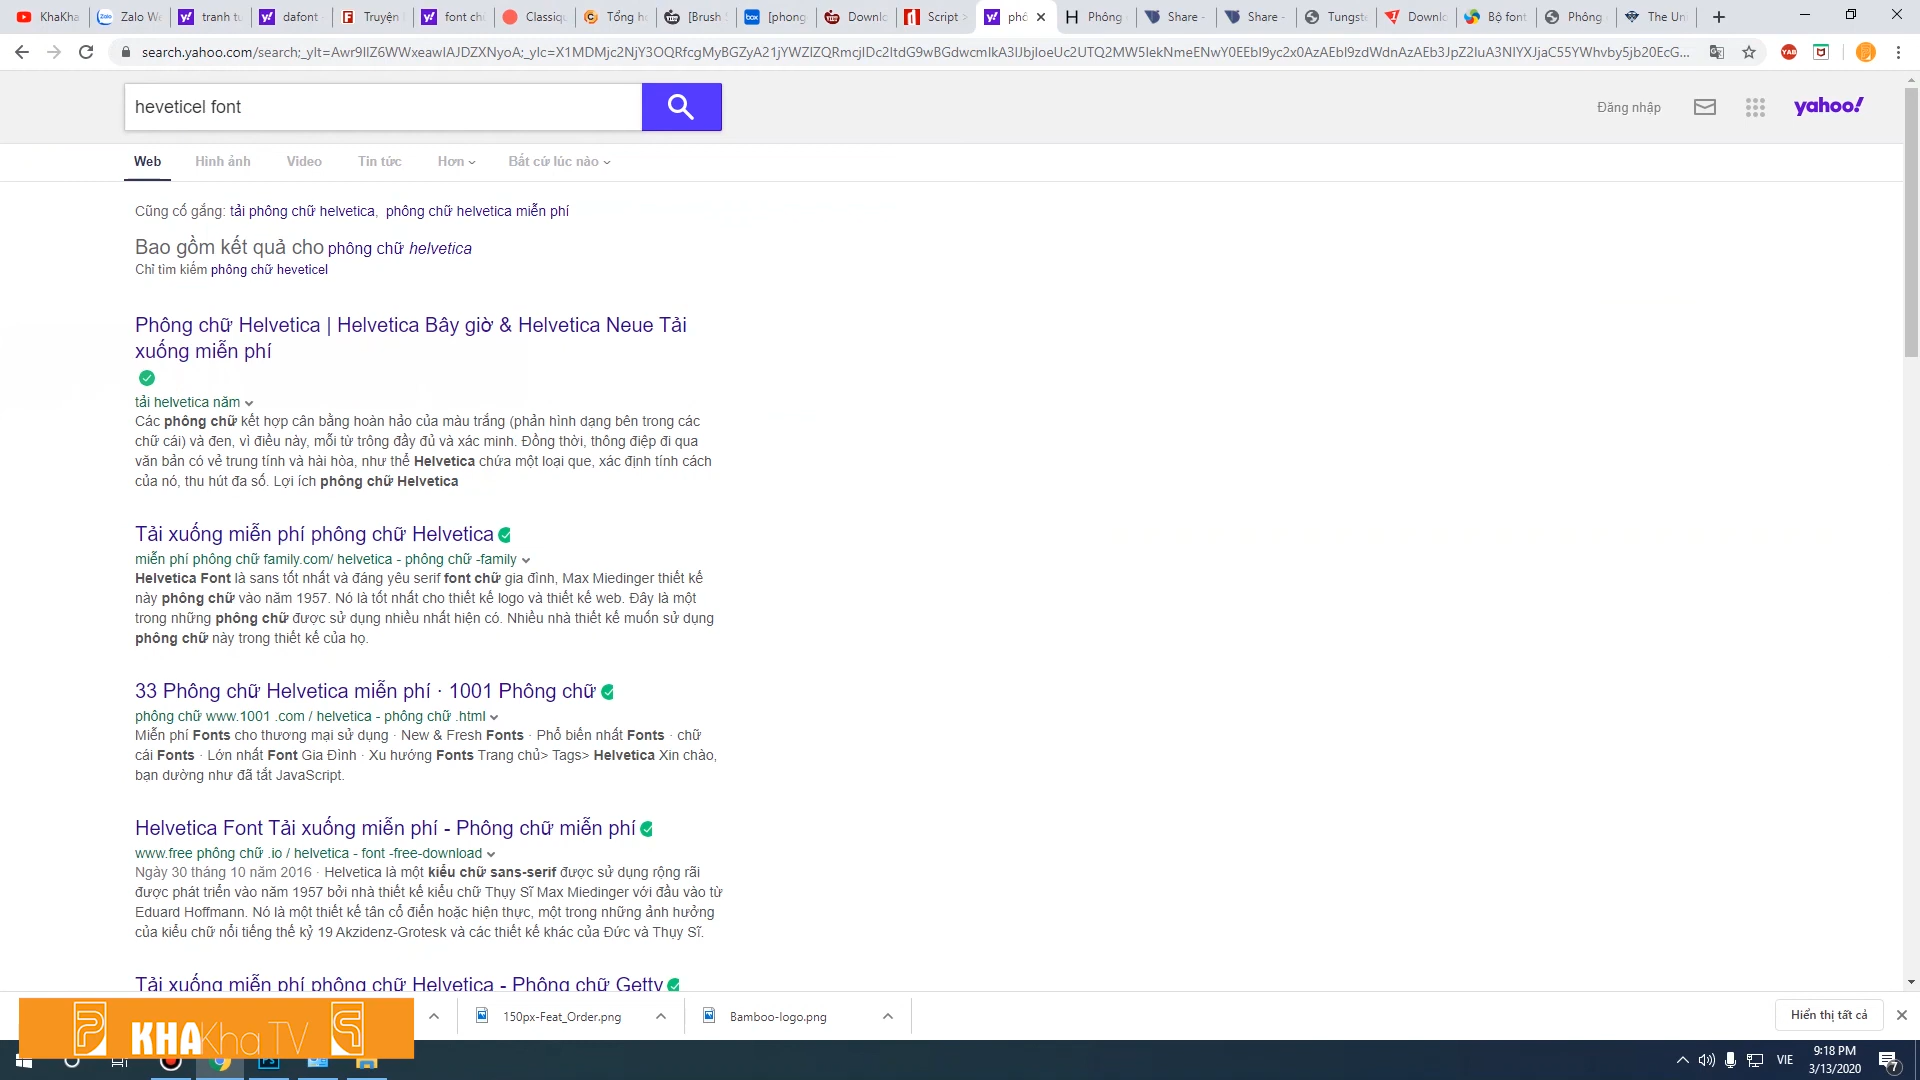 KhaKha
Zalo We
tranh tu
dafont
Truyện
font chữ
Classiqu
Tổng h
[Brush
[phong
Downlo
Script
phô
Phông
Share -
Share -
Tungste
Downlo
Bộ font
Phông
The Un
heveticel font
Đăng nhập
yahoo!
Web
Hình ảnh
Video
Tin tức
Hơn
Bất cứ lúc nào
Cũng cố gắng: tải phông chữ helvetica, phông chữ helvetica miễn phí
Bao gồm kết quả cho phông chữ helvetica
Chỉ tìm kiếm phông chữ heveticel
Phông chữ Helvetica | Helvetica Bây giờ & Helvetica Neue Tải
xuống miễn phí
tải helvetica năm
Các phông chữ kết hợp cân bằng hoàn hảo của màu trắng (phản hình dạng bên trong các
chữ cái) và đen, vì điều này, mỗi từ trông đầy đủ và xác minh. Đồng thời, thông điệp đi qua
văn bản có vẻ trung tính và hài hòa, như thể Helvetica chứa một loại que, xác định tính cách
của nó, thu hút đa số. Lợi ích phông chữ Helvetica
Tải xuống miễn phí phông chữ Helvetica
miễn phí phông chữ family.com/ helvetica - phông chữ -family
Helvetica Font là sans tốt nhất và đáng yêu serif font chữ gia đình, Max Miedinger thiết kế
này phông chữ vào năm 1957. Nó là tốt nhất cho thiết kế logo và thiết kế web. Đây là một
trong những phông chữ được sử dụng nhiều nhất hiện có. Nhiều nhà thiết kế muốn sử dụng
phông chữ này trong thiết kế của họ.
33 Phông chữ Helvetica miễn phí · 1001 Phông chữ
phông chữ www.1001 .com / helvetica - phông chữ .html
Miễn phí Fonts cho thương mại sử dụng · New & Fresh Fonts · Phổ biến nhất Fonts · chữ
cái Fonts · Lớn nhất Font Gia Đình · Xu hướng Fonts Trang chủ> Tags> Helvetica Xin chào,
bạn dường như đã tắt JavaScript.
Helvetica Font Tải xuống miễn phí - Phông chữ miễn phí
www.free phông chữ .io / helvetica - font -free-download
Ngày 30 tháng 10 năm 2016 · Helvetica là một kiểu chữ sans-serif được sử dụng rộng rãi
được phát triển vào năm 1957 bởi nhà thiết kế kiểu chữ Thụy Sĩ Max Miedinger với đầu vào từ
Eduard Hoffmann. Nó là một thiết kế tân cổ điển hoặc hiện thực, một trong những ảnh hưởng
của kiểu chữ nổi tiếng thế kỷ 19 Akzidenz-Grotesk và các thiết kế khác của Đức và Thụy Sĩ.
Tải xuống miễn phí phông chữ Helvetica - Phông chữ Getty
150px-Feat_Order.png
Bamboo-logo.png
Hiển thị tất cả
KHAKha TV
VIE
9:18 PM
3/13/2020
7